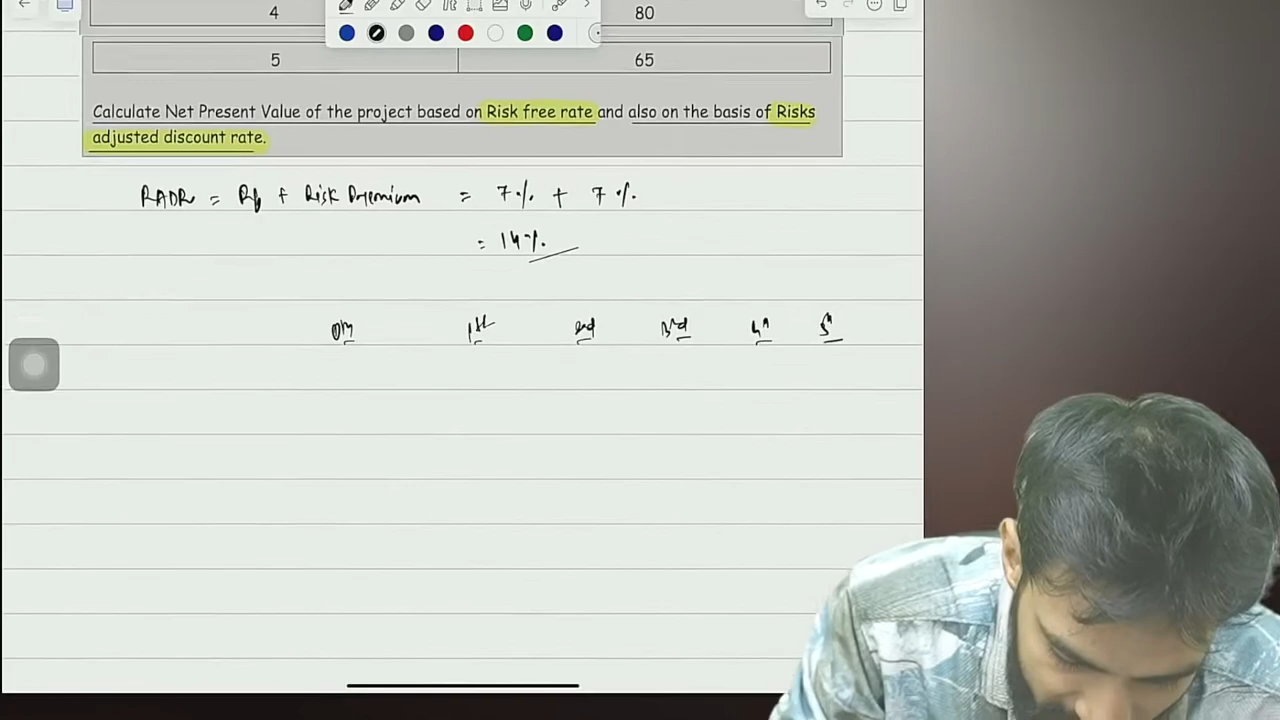 4 80
5 65
Calculate Net Present Value of the project based on Risk free rate and also on the basis of Risks
adjusted discount rate.
RADR = Rf + Risk Premium = 7% + 7%
= 14%
0th 1st 2nd 3rd 4th 5th